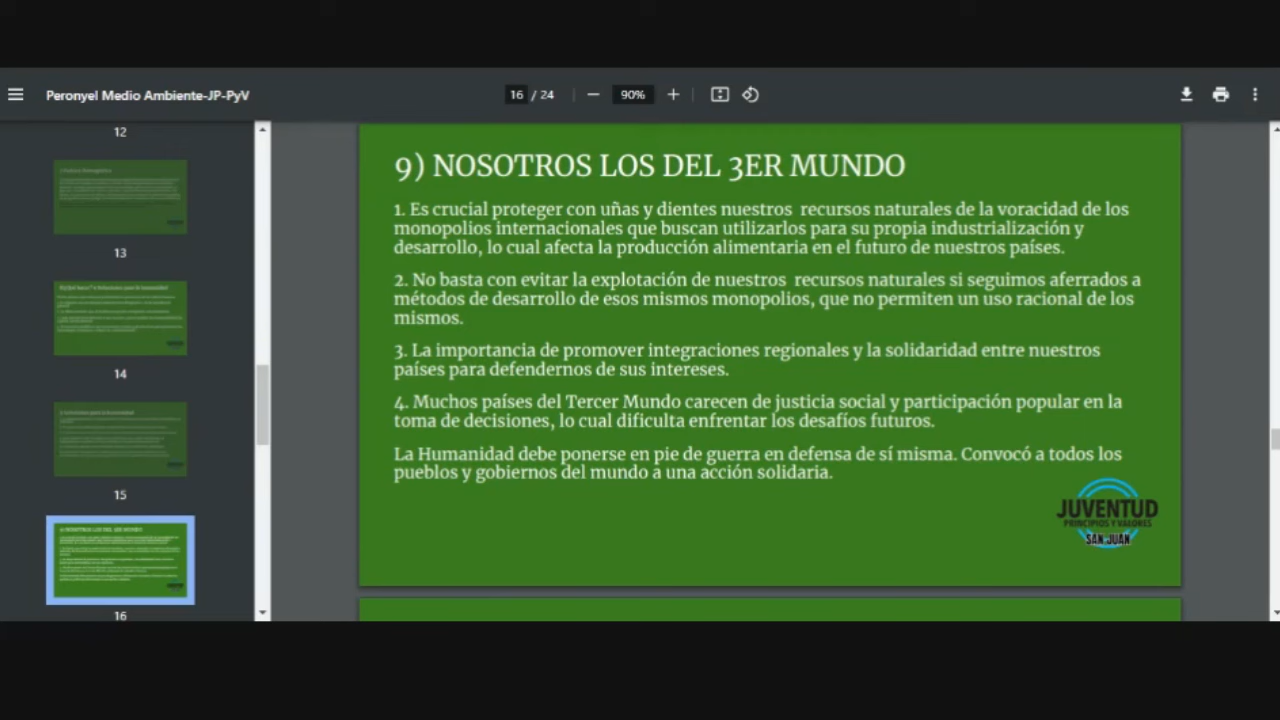 Peronyel Medio Ambiente-JP-PyV
16 / 24
90%
12
13
14
15
16
9) NOSOTROS LOS DEL 3ER MUNDO
1. Es crucial proteger con uñas y dientes nuestros recursos naturales de la voracidad de los
monopolios internacionales que buscan utilizarlos para su propia industrialización y
desarrollo, lo cual afecta la producción alimentaria en el futuro de nuestros países.
2. No basta con evitar la explotación de nuestros recursos naturales si seguimos aferrados a
métodos de desarrollo de esos mismos monopolios, que no permiten un uso racional de los
mismos.
3. La importancia de promover integraciones regionales y la solidaridad entre nuestros
países para defendernos de sus intereses.
4. Muchos países del Tercer Mundo carecen de justicia social y participación popular en la
toma de decisiones, lo cual dificulta enfrentar los desafíos futuros.
La Humanidad debe ponerse en pie de guerra en defensa de sí misma. Convocó a todos los
pueblos y gobiernos del mundo a una acción solidaria.
JUVENTUD
PRINCIPIOS Y VALORES
SAN JUAN